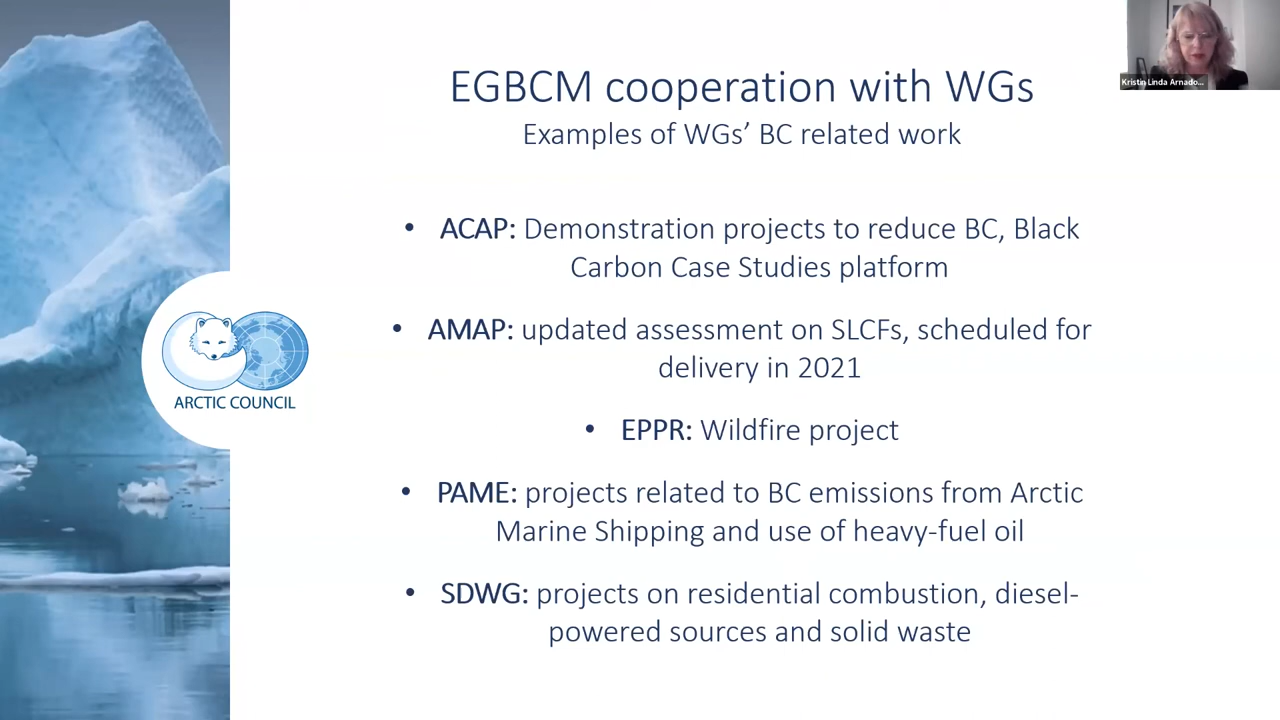 Kristin Linda Arnado...
EGBCM cooperation with WGs
Examples of WGs’ BC related work
• ACAP: Demonstration projects to reduce BC, Black
Carbon Case Studies platform
• AMAP: updated assessment on SLCFs, scheduled for
delivery in 2021
• EPPR: Wildfire project
• PAME: projects related to BC emissions from Arctic
Marine Shipping and use of heavy-fuel oil
• SDWG: projects on residential combustion, diesel-
powered sources and solid waste
ARCTIC COUNCIL